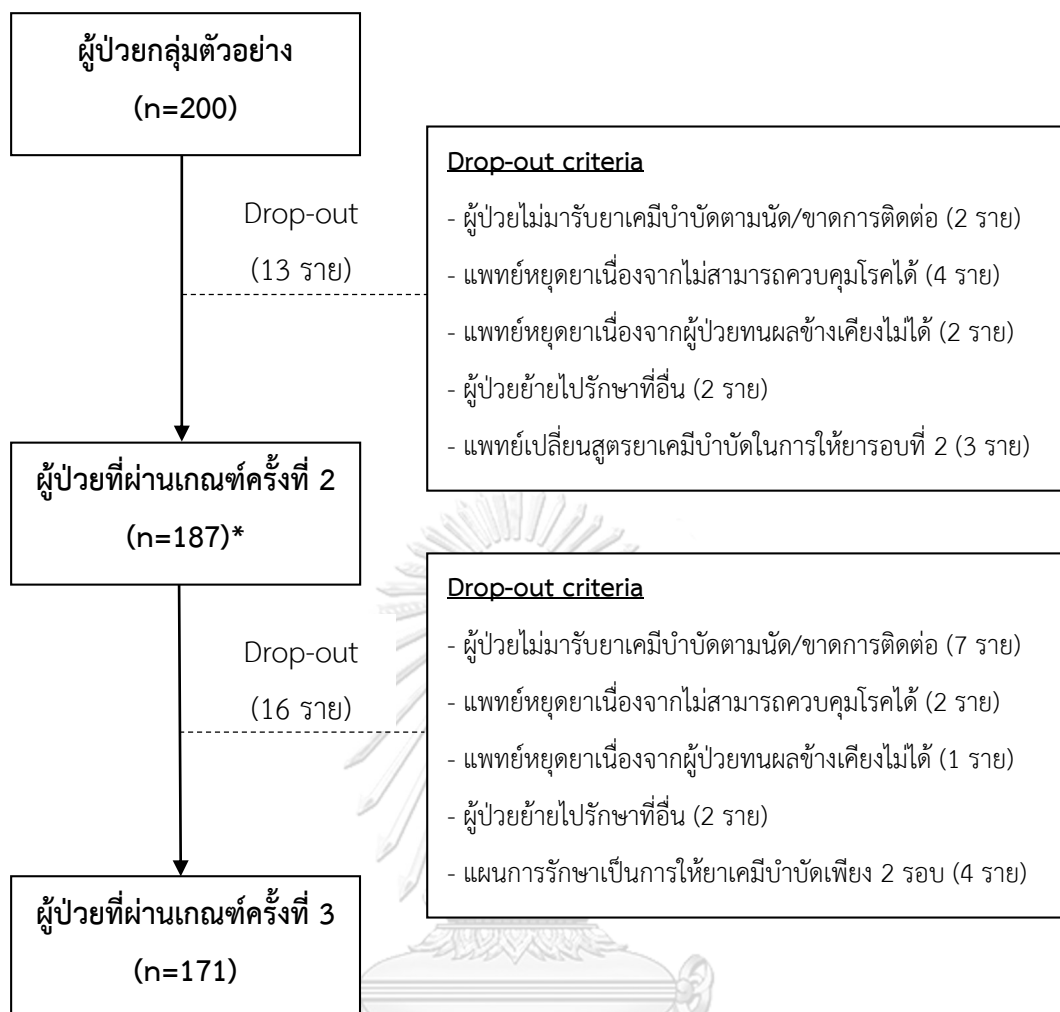 ผู้ป่วยกลุ่มตัวอย่าง
(n=200)
Drop-out
(13 ราย)
Drop-out criteria
- ผู้ป่วยไม่มารับยาเคมีบำบัดตามนัด/ขาดการติดต่อ (2 ราย)
- แพทย์หยุดยาเนื่องจากไม่สามารถควบคุมโรคได้ (4 ราย)
- แพทย์หยุดยาเนื่องจากผู้ป่วยทนผลข้างเคียงไม่ได้ (2 ราย)
- ผู้ป่วยย้ายไปรักษาที่อื่น (2 ราย)
- แพทย์เปลี่ยนสูตรยาเคมีบำบัดในการให้ยารอบที่ 2 (3 ราย)
ผู้ป่วยที่ผ่านเกณฑ์ครั้งที่ 2
(n=187)*
Drop-out
(16 ราย)
Drop-out criteria
- ผู้ป่วยไม่มารับยาเคมีบำบัดตามนัด/ขาดการติดต่อ (7 ราย)
- แพทย์หยุดยาเนื่องจากไม่สามารถควบคุมโรคได้ (2 ราย)
- แพทย์หยุดยาเนื่องจากผู้ป่วยทนผลข้างเคียงไม่ได้ (1 ราย)
- ผู้ป่วยย้ายไปรักษาที่อื่น (2 ราย)
- แผนการรักษาเป็นการให้ยาเคมีบำบัดเพียง 2 รอบ (4 ราย)
ผู้ป่วยที่ผ่านเกณฑ์ครั้งที่ 3
(n=171)